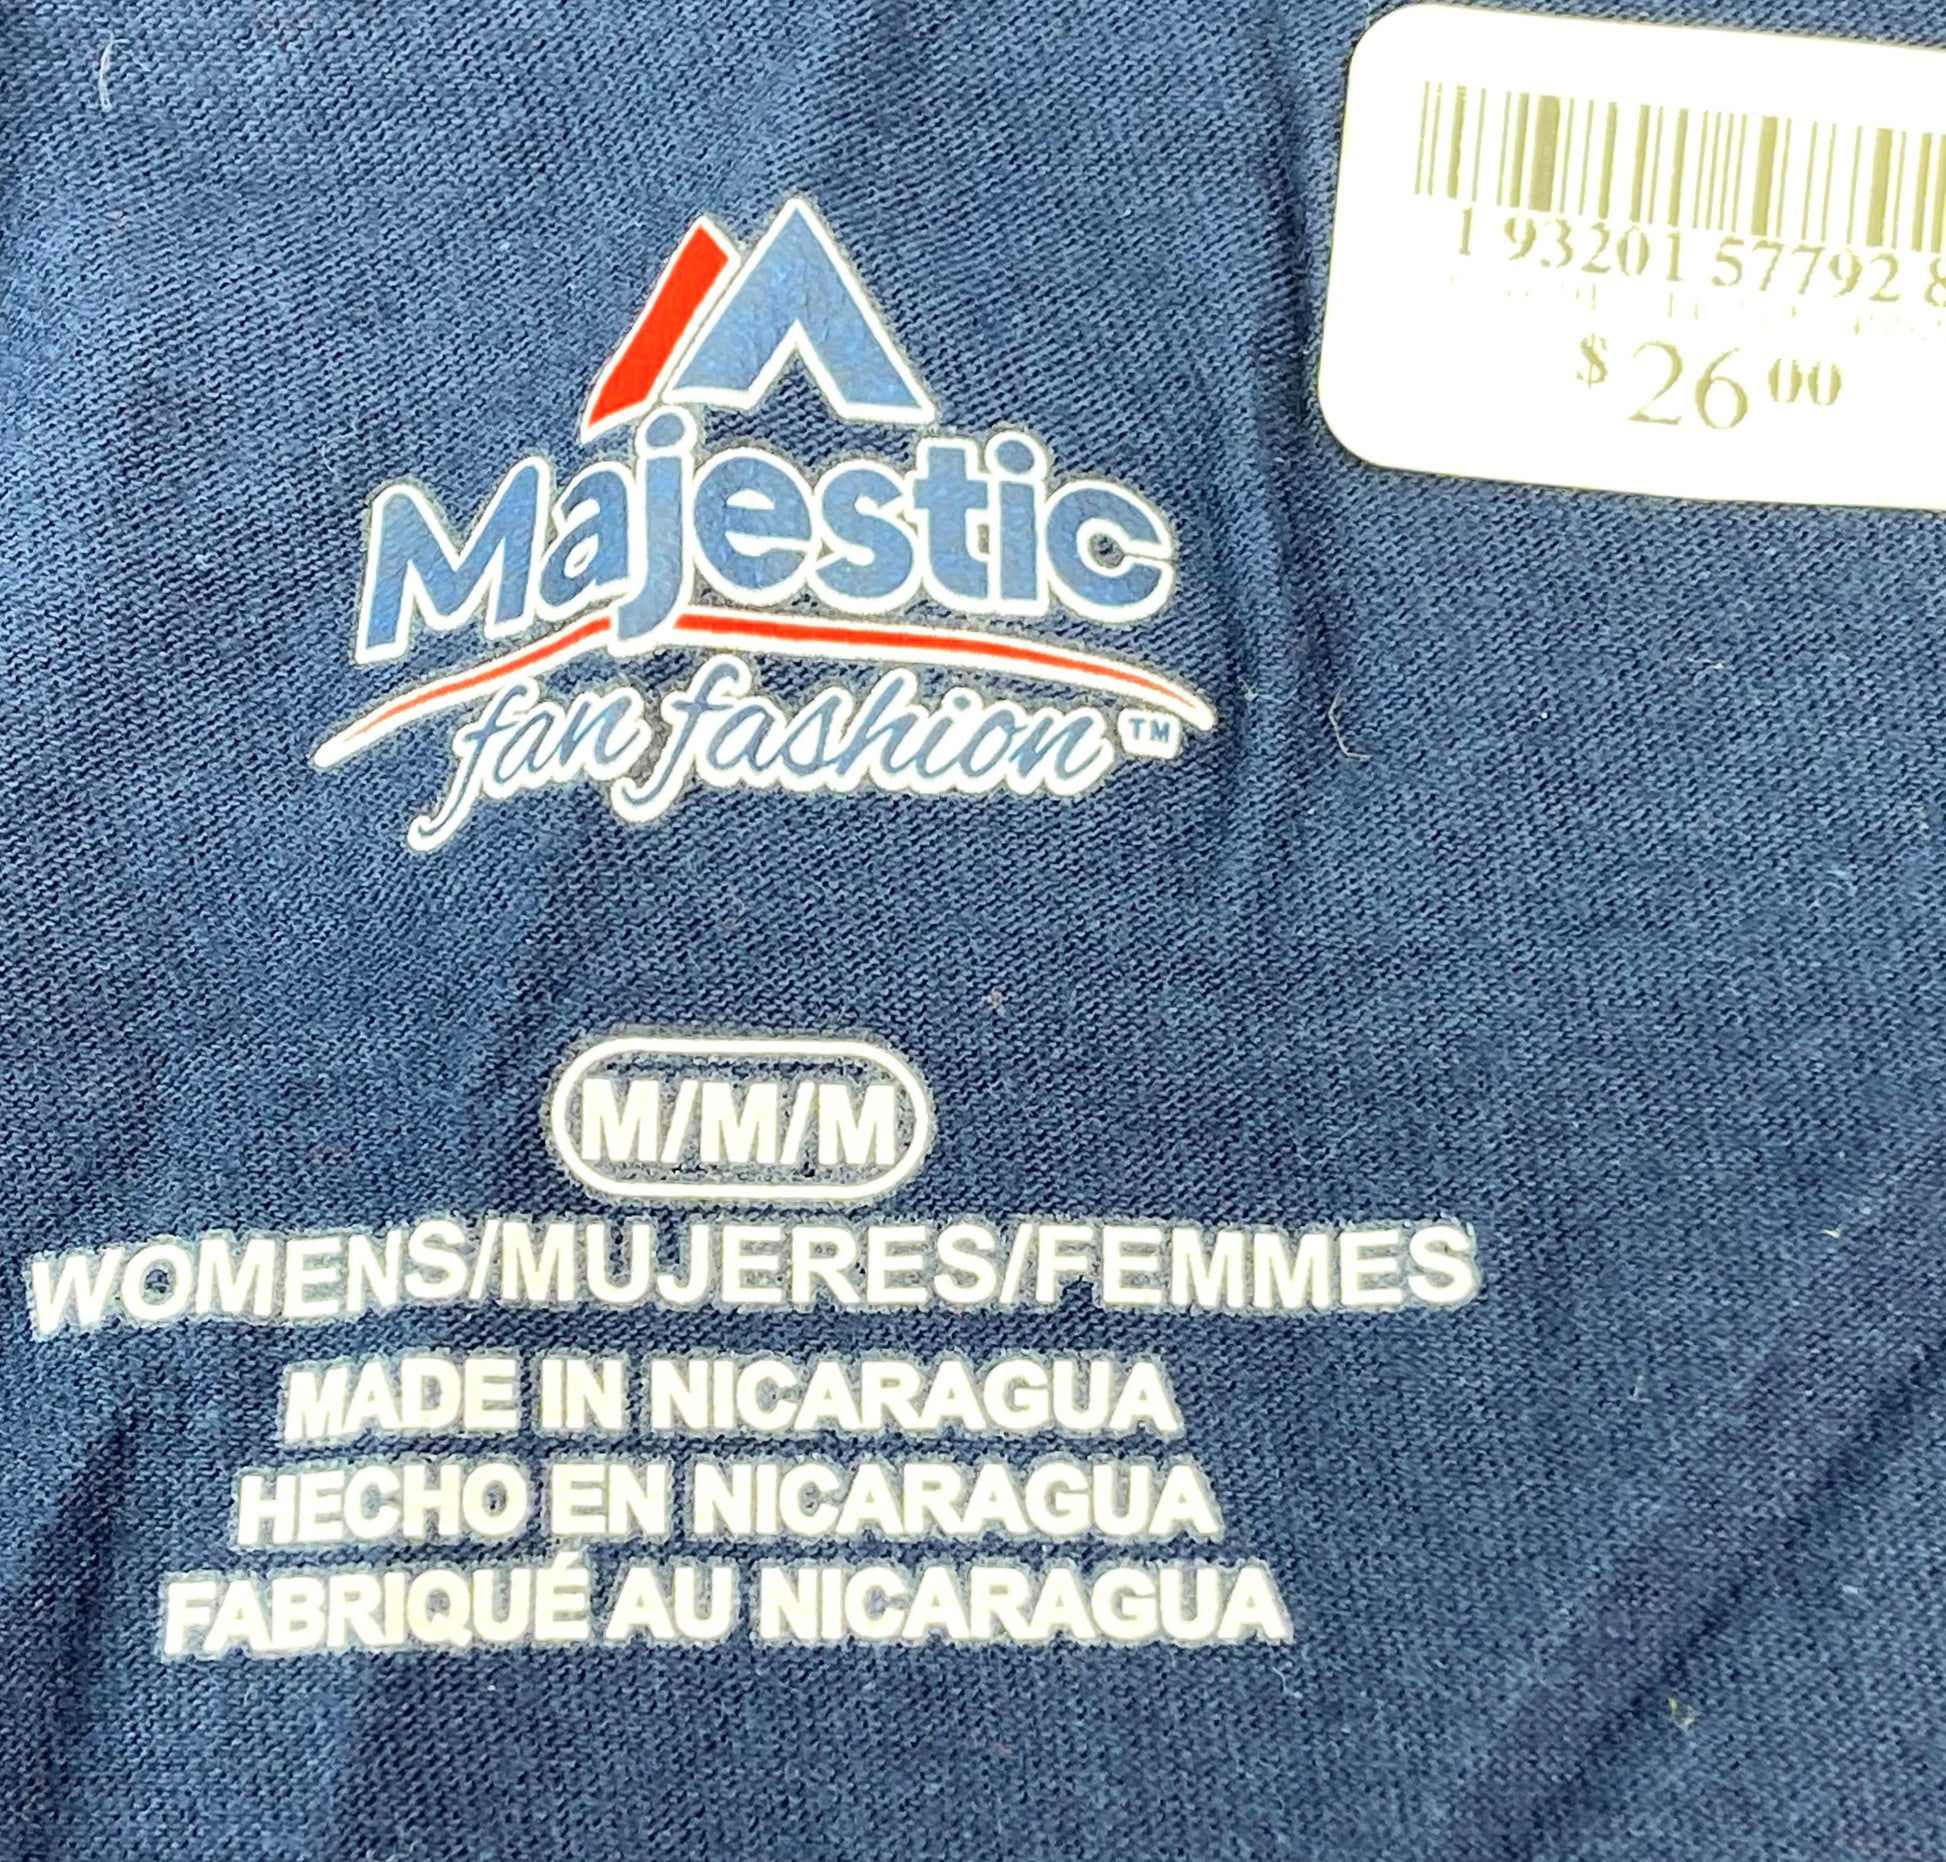 1 93201 57792 8
$ 26 00
Majestic
fan fashion™
M/M/M
WOMENS/MUJERES/FEMMES
MADE IN NICARAGUA
HECHO EN NICARAGUA
FABRIQUÉ AU NICARAGUA